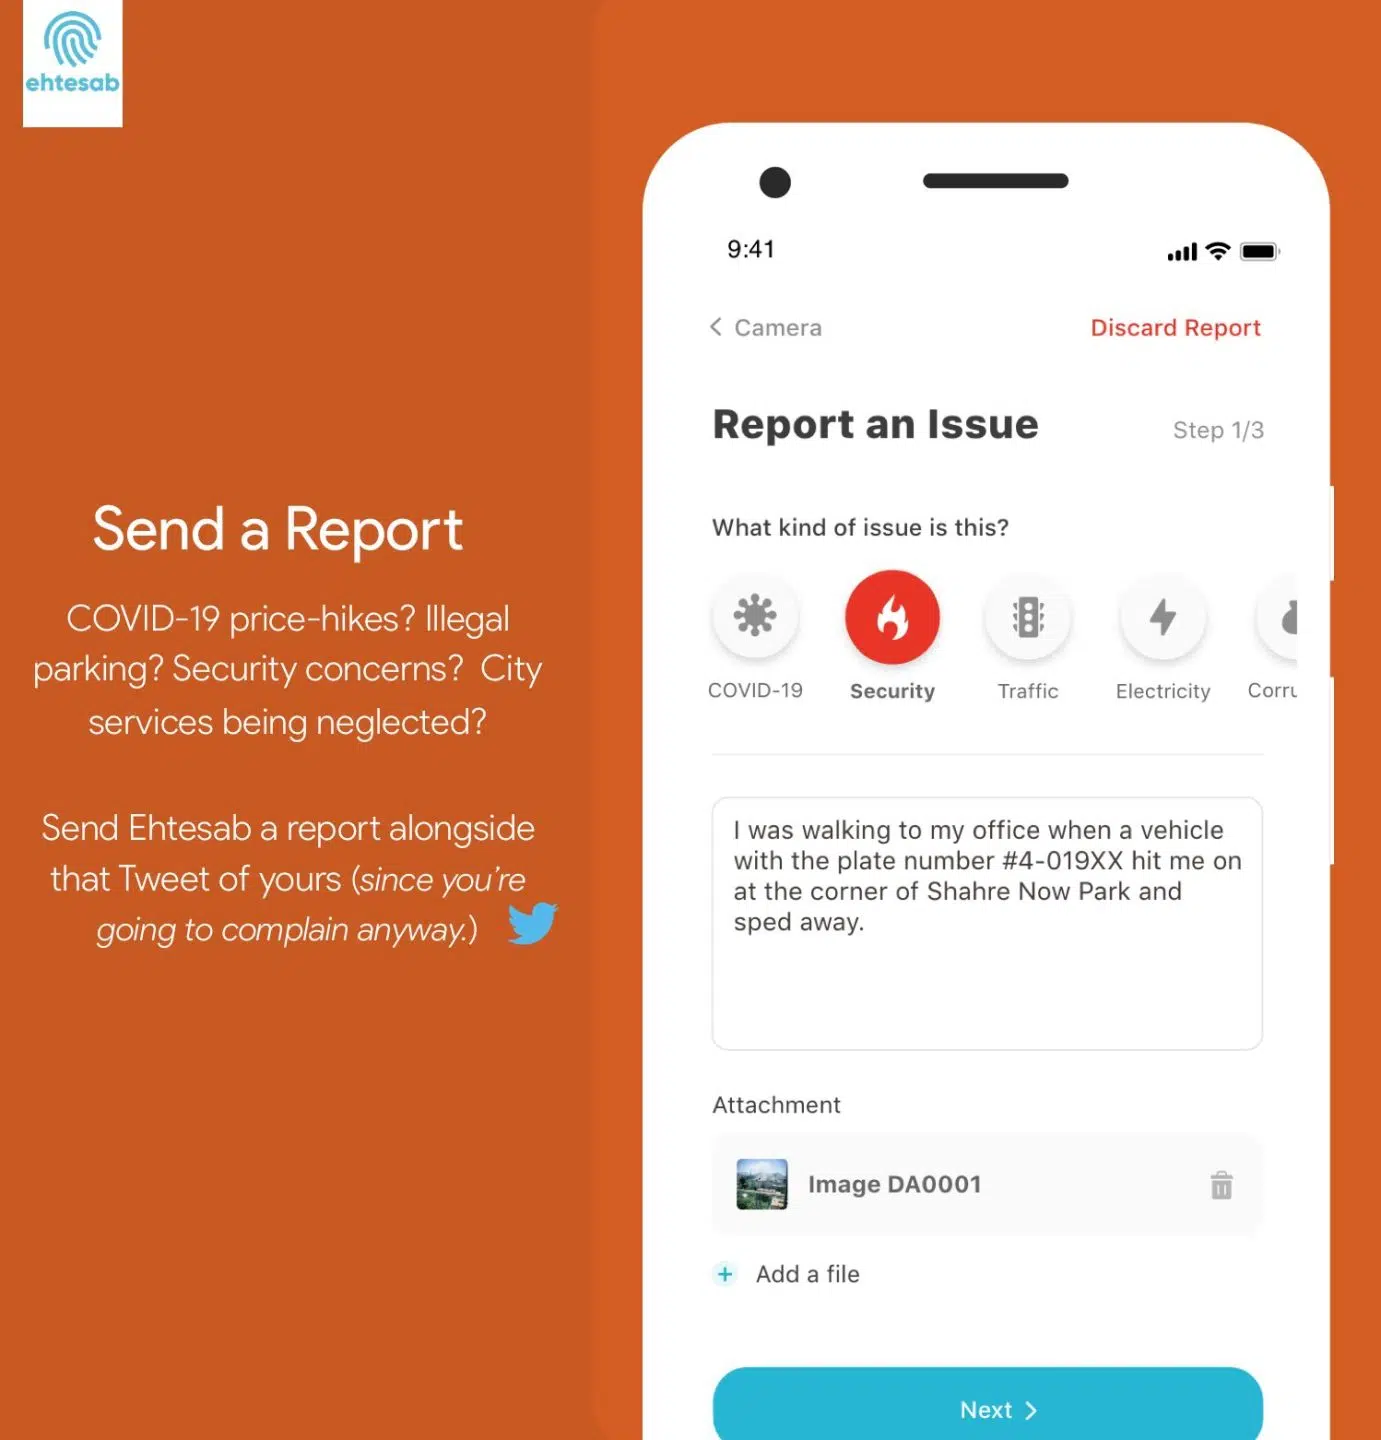 ehtesab
Send a Report
COVID-19 price-hikes? Illegal
parking? Security concerns?  City
services being neglected?
Send Ehtesab a report alongside
that Tweet of yours (since you're
going to complain anyway.)
9:41
Camera
Discard Report
Report an Issue
Step 1/3
What kind of issue is this?
COVID-19
Security
Traffic
Electricity
Corru
I was walking to my office when a vehicle
with the plate number #4-019XX hit me on
at the corner of Shahre Now Park and
sped away.
Attachment
Image DA0001
+ Add a file
Next